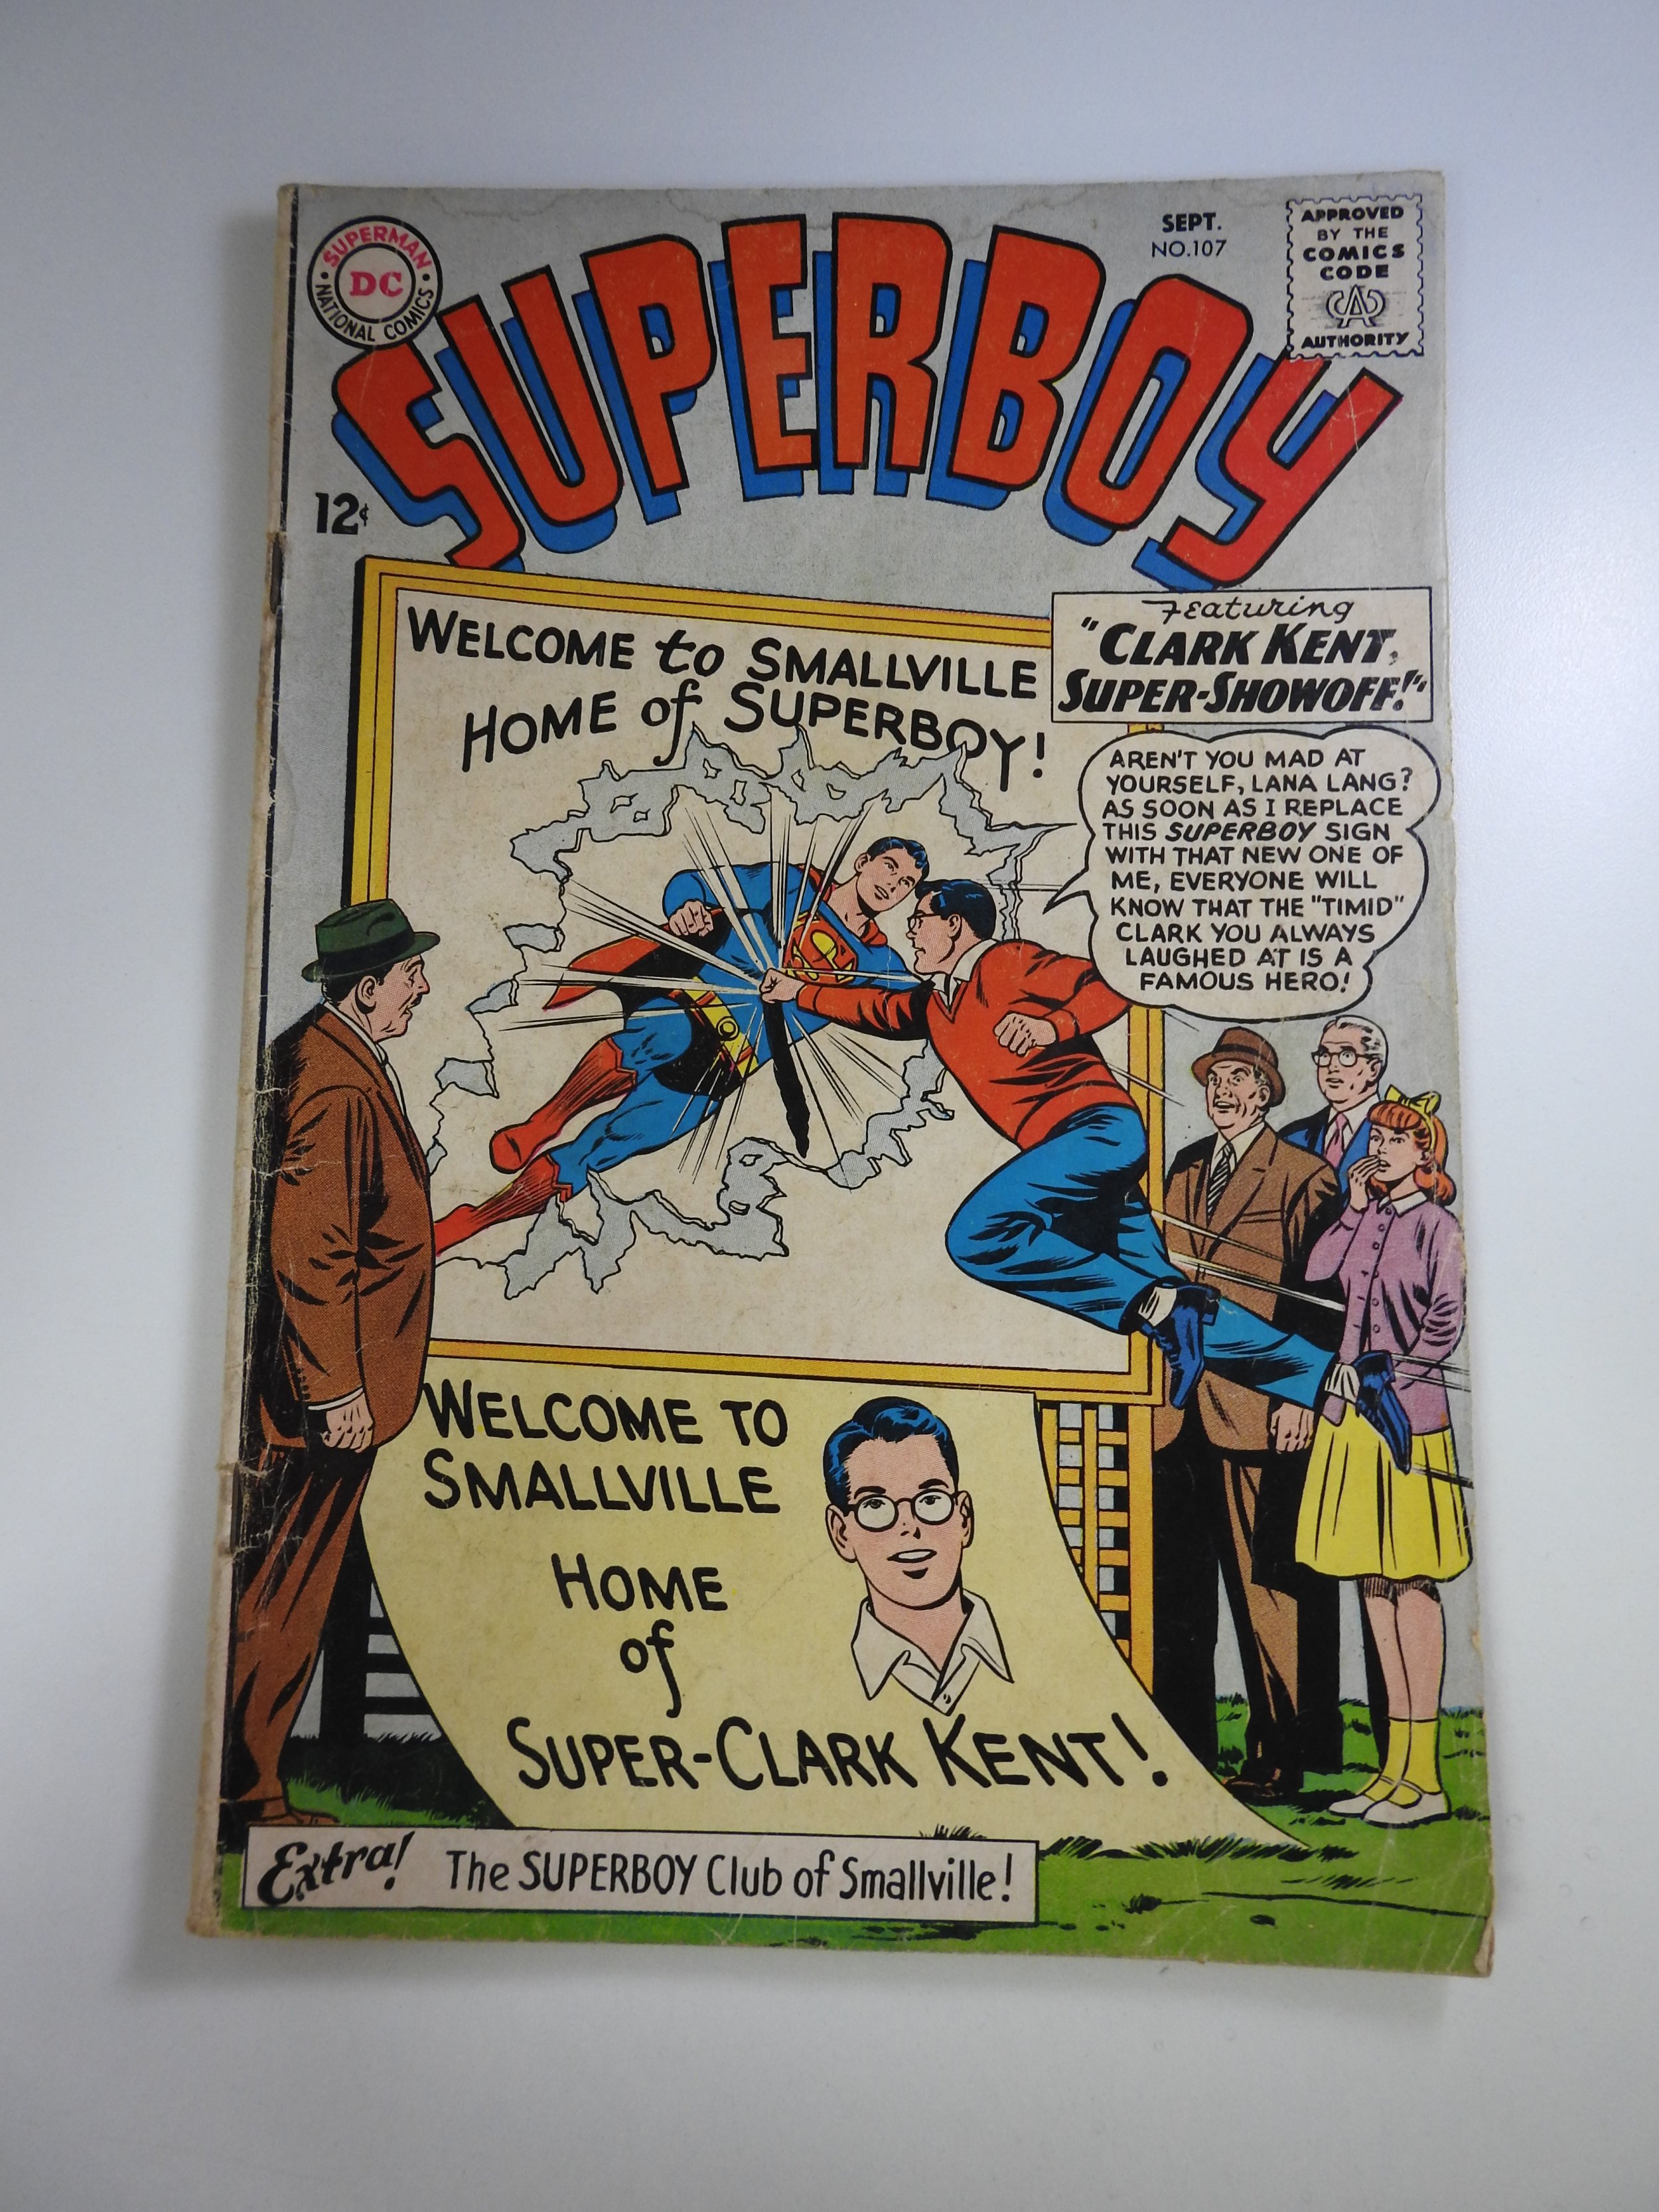 SUPERMAN
DC
NATIONAL COMICS
SUPERBOY
SEPT.
NO.107
APPROVED
BY THE
COMICS
CODE
CA
AUTHORITY
12¢
WELCOME to SMALLVILLE
HOME of SUPERBOY!
Featuring
"CLARK KENT,
SUPER-SHOWOFF!"
AREN'T YOU MAD AT
YOURSELF, LANA LANG?
AS SOON AS I REPLACE
THIS SUPERBOY SIGN
WITH THAT NEW ONE OF
ME, EVERYONE WILL
KNOW THAT THE "TIMID"
CLARK YOU ALWAYS
LAUGHED AT IS A
FAMOUS HERO!
S
WELCOME TO
SMALLVILLE
HOME
of
SUPER-CLARK KENT!
Extra! The SUPERBOY Club of Smallville!